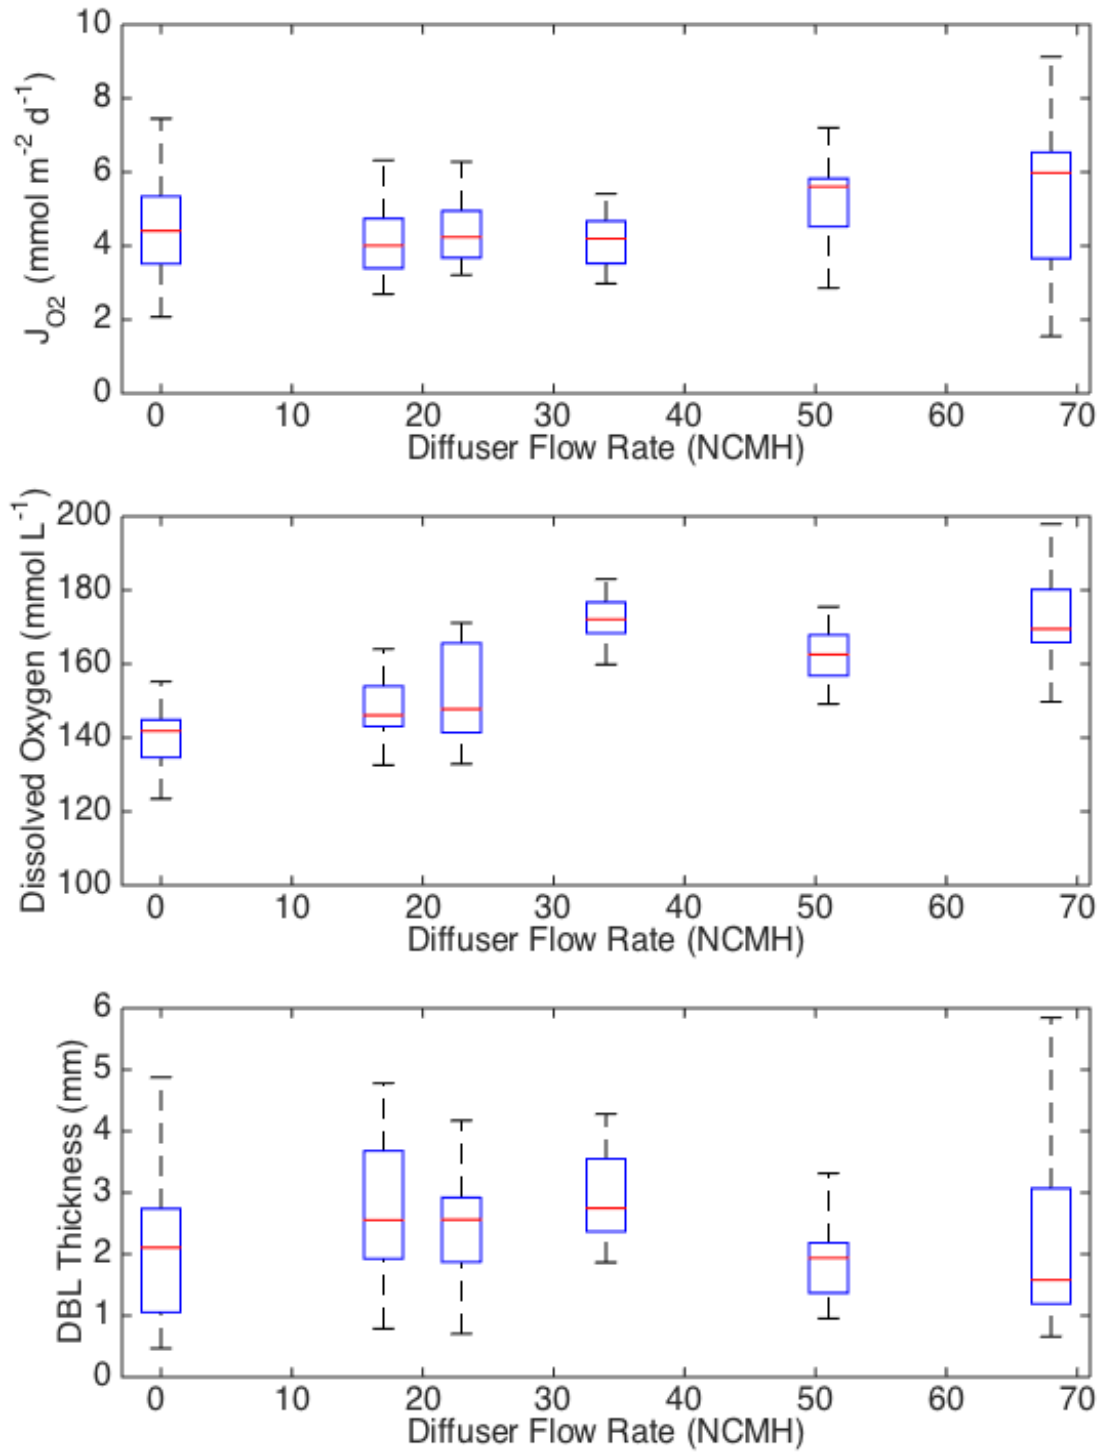 10
8
6
4
2
0
J_O2 (mmol m^-2 d^-1)
0 10 20 30 40 50 60 70
Diffuser Flow Rate (NCMH)
200
180
160
140
120
100
Dissolved Oxygen (mmol L^-1)
0 10 20 30 40 50 60 70
Diffuser Flow Rate (NCMH)
6
5
4
3
2
1
0
DBL Thickness (mm)
0 10 20 30 40 50 60 70
Diffuser Flow Rate (NCMH)